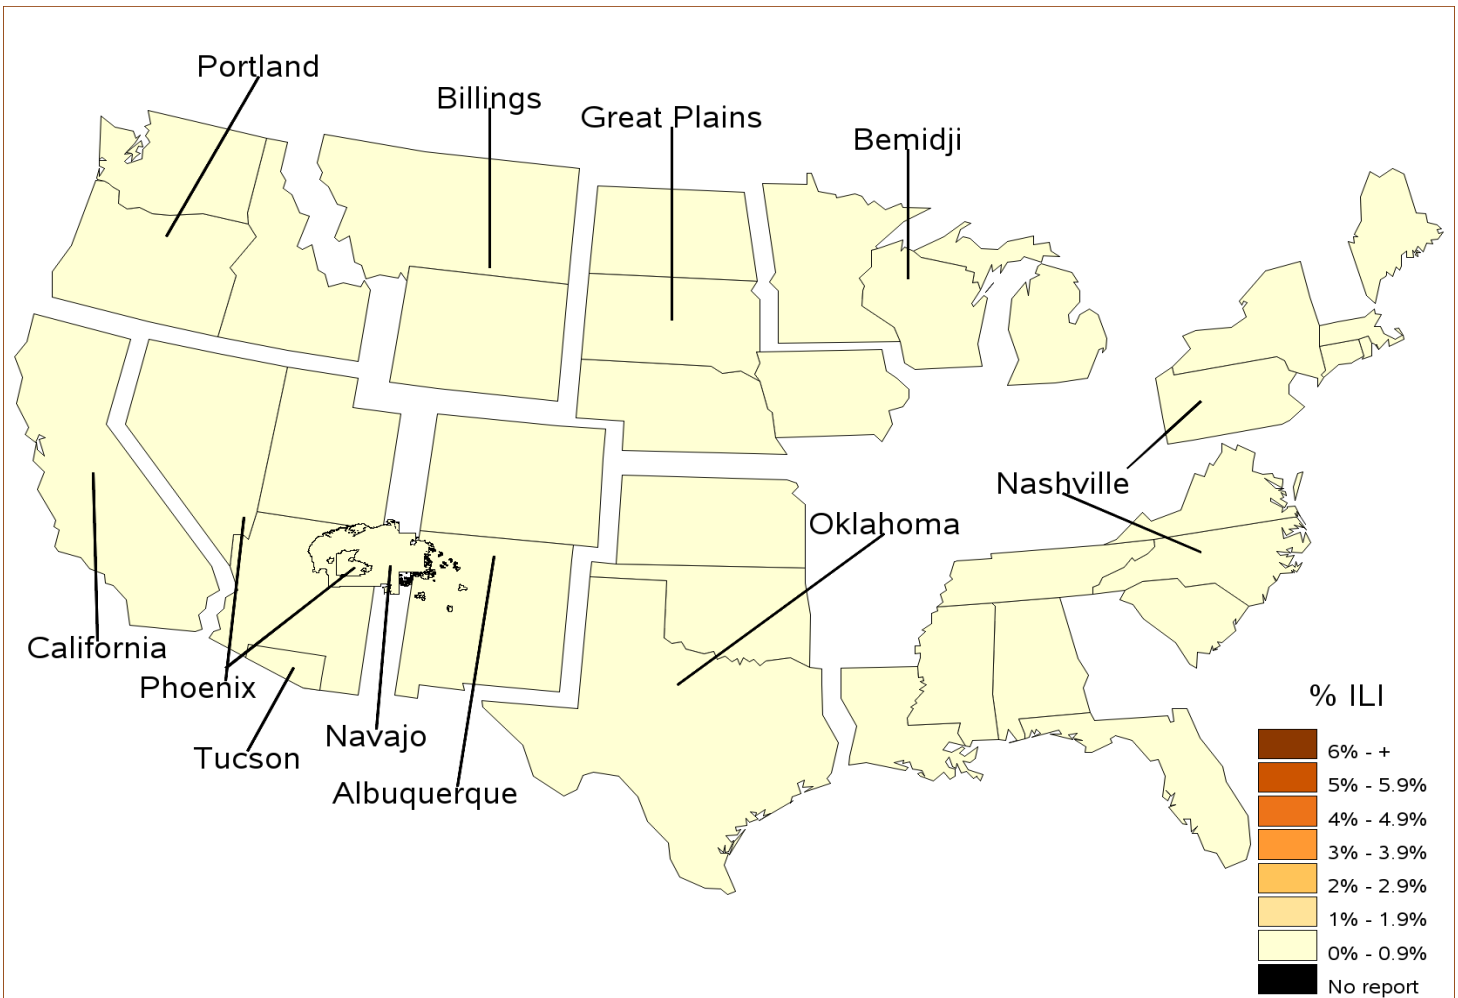 Portland
Billings
Great Plains
Bemidji
Nashville
Oklahoma
California
Phoenix
Tucson
Navajo
Albuquerque
% ILI
6% - +
5% - 5.9%
4% - 4.9%
3% - 3.9%
2% - 2.9%
1% - 1.9%
0% - 0.9%
No report